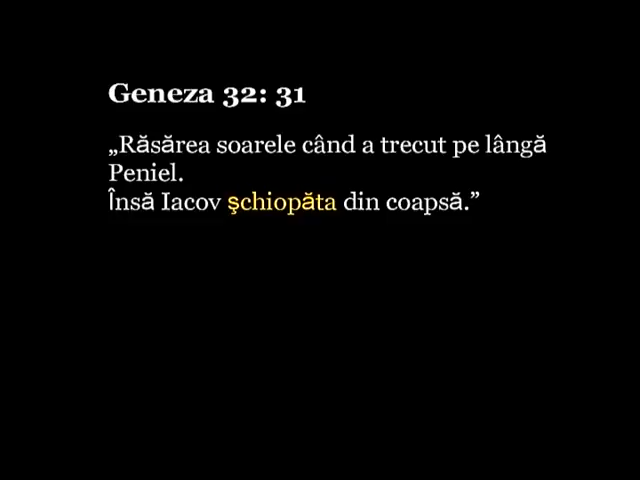 Geneza 32: 31
„Răsărea soarele când a trecut pe lângă
Peniel.
Însă Iacov şchiopăta din coapsă.”